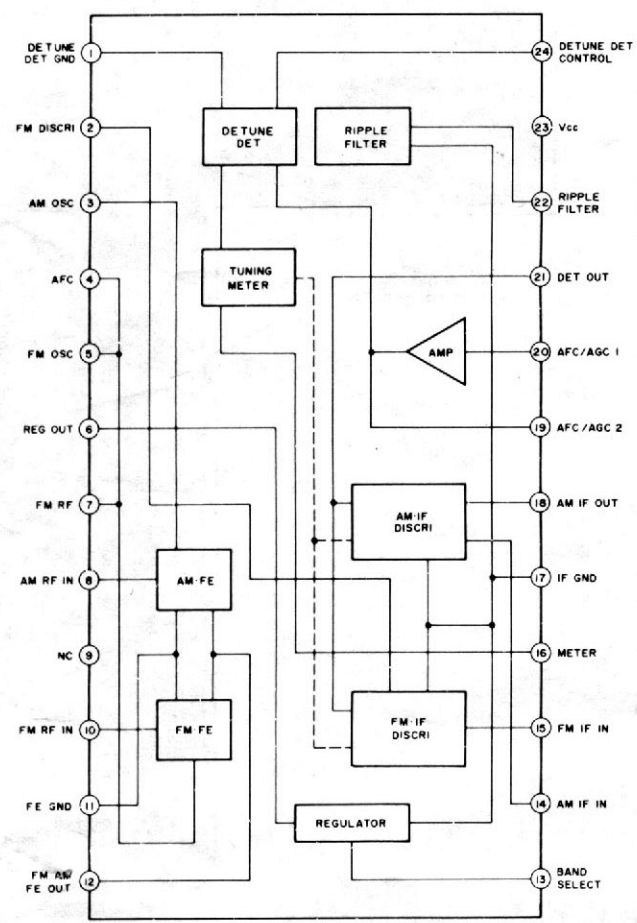 DETUNE
DET GND
1
FM DISCRI
2
AM OSC
3
AFC
4
FM OSC
5
REG OUT
6
FM RF
7
AM RF IN
8
NC
9
FM RF IN
10
FE GND
11
FM AM
FE OUT
12
DETUNE
DET
RIPPLE
FILTER
TUNING
METER
AMP
AM·IF
DISCRI
AM·FE
FM·FE
FM·IF
DISCRI
REGULATOR
24
DETUNE DET
CONTROL
23
Vcc
22
RIPPLE
FILTER
21
DET OUT
20
AFC/AGC 1
19
AFC/AGC 2
18
AM IF OUT
17
IF GND
16
METER
15
FM IF IN
14
AM IF IN
13
BAND
SELECT